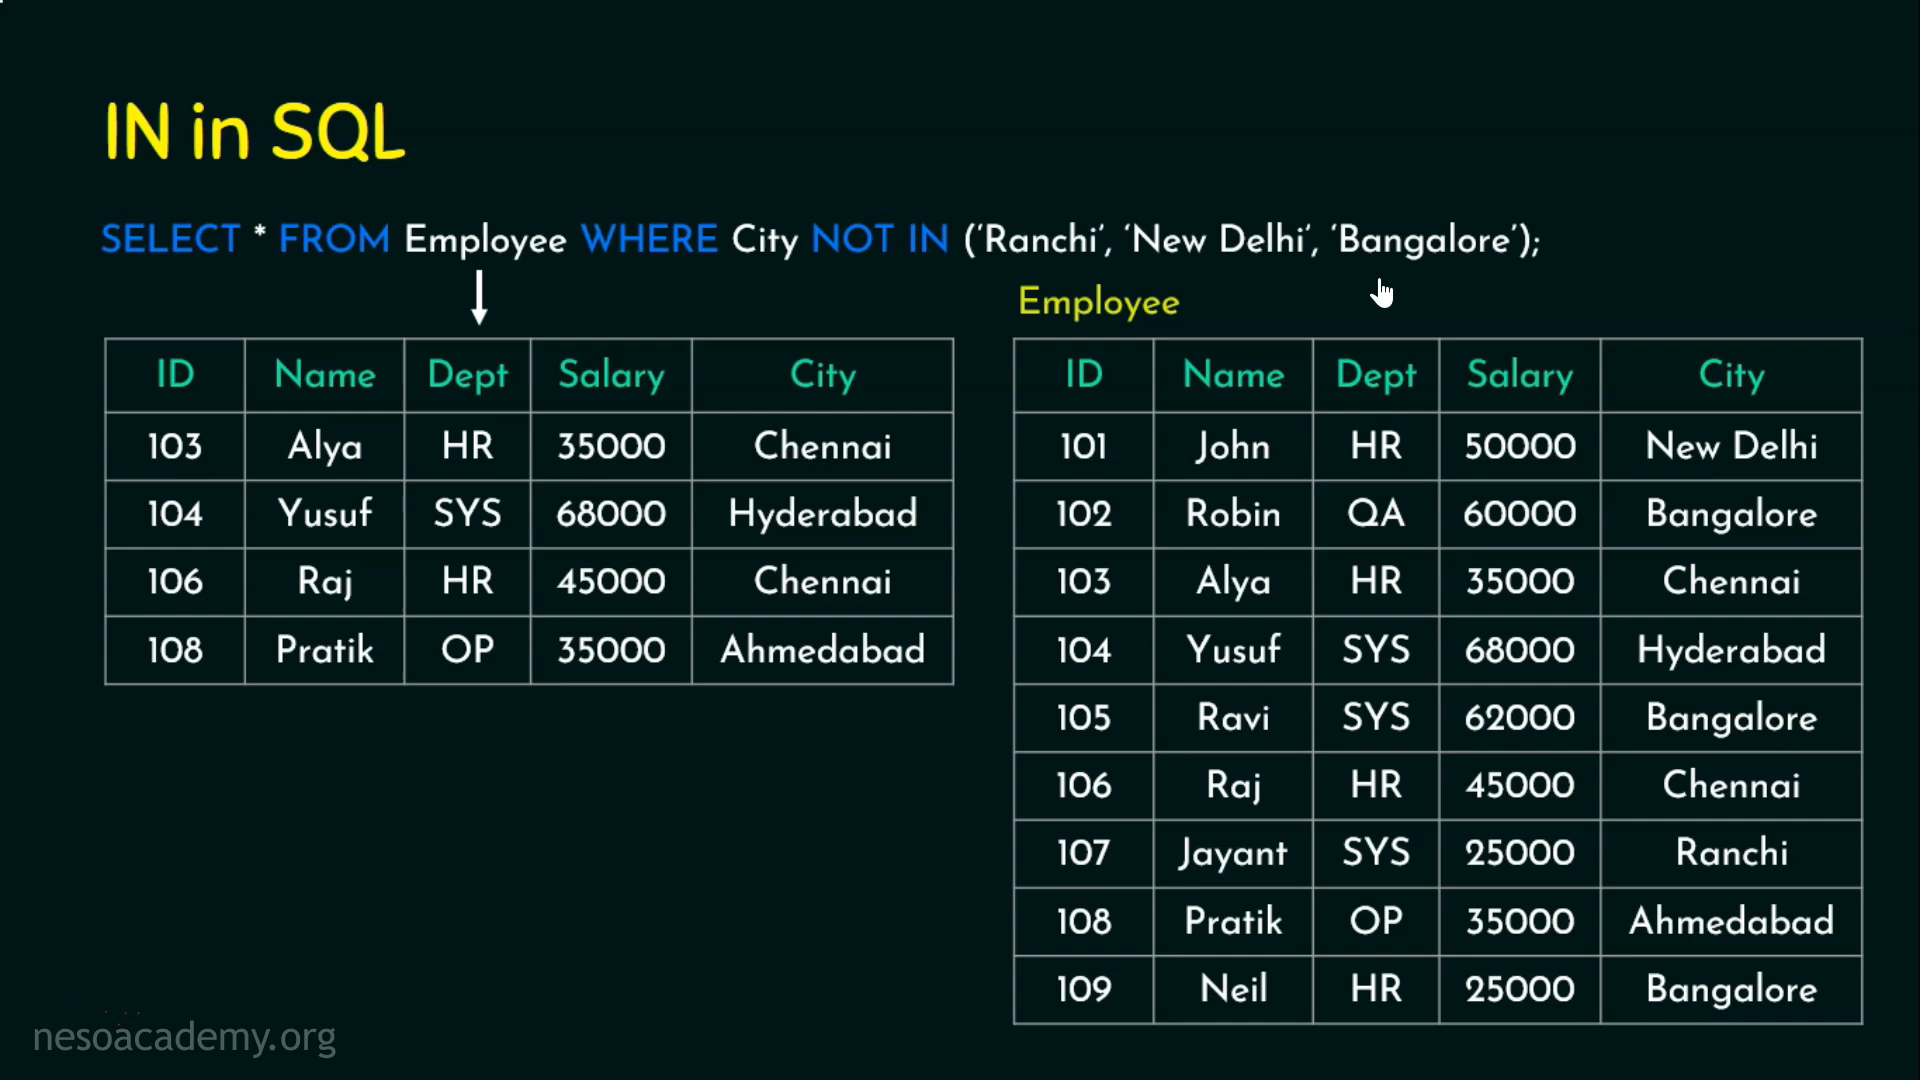 IN in SQL
SELECT * FROM Employee WHERE City NOT IN (‘Ranchi’, ‘New Delhi’, ‘Bangalore’);
ID Name Dept Salary City
103 Alya HR 35000 Chennai
104 Yusuf SYS 68000 Hyderabad
106 Raj HR 45000 Chennai
108 Pratik OP 35000 Ahmedabad
Employee
ID Name Dept Salary City
101 John HR 50000 New Delhi
102 Robin QA 60000 Bangalore
103 Alya HR 35000 Chennai
104 Yusuf SYS 68000 Hyderabad
105 Ravi SYS 62000 Bangalore
106 Raj HR 45000 Chennai
107 Jayant SYS 25000 Ranchi
108 Pratik OP 35000 Ahmedabad
109 Neil HR 25000 Bangalore
nesoacademy.org